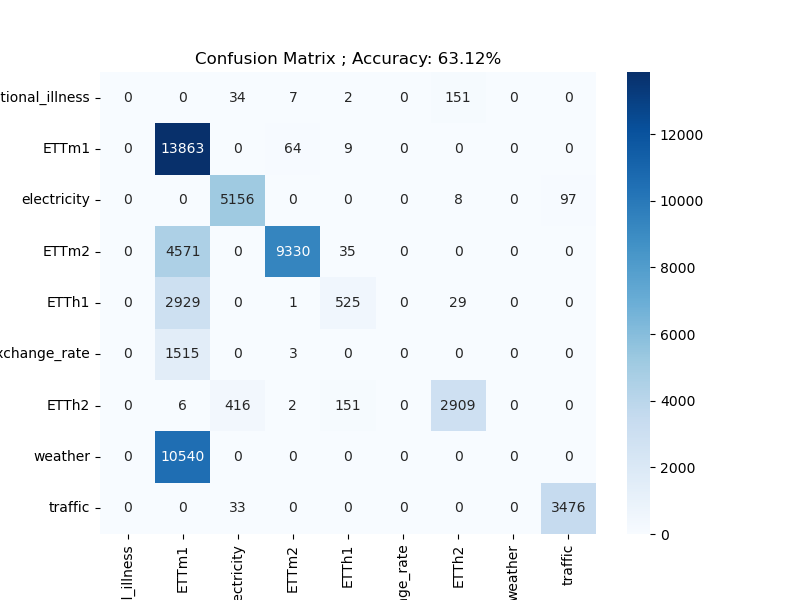 Confusion Matrix ; Accuracy: 63.12%
tional_illness 0 0 34 7 2 0 151 0 0
ETTm1 0 13863 0 64 9 0 0 0 0
electricity 0 0 5156 0 0 0 8 0 97
ETTm2 0 4571 0 9330 35 0 0 0 0
ETTh1 0 2929 0 1 525 0 29 0 0
xchange_rate 0 1515 0 3 0 0 0 0 0
ETTh2 0 6 416 2 151 0 2909 0 0
weather 0 10540 0 0 0 0 0 0 0
traffic 0 0 33 0 0 0 0 0 3476
l_illness ETTm1 ectricity ETTm2 ETTh1 ge_rate ETTh2 weather traffic
12000
10000
8000
6000
4000
2000
0